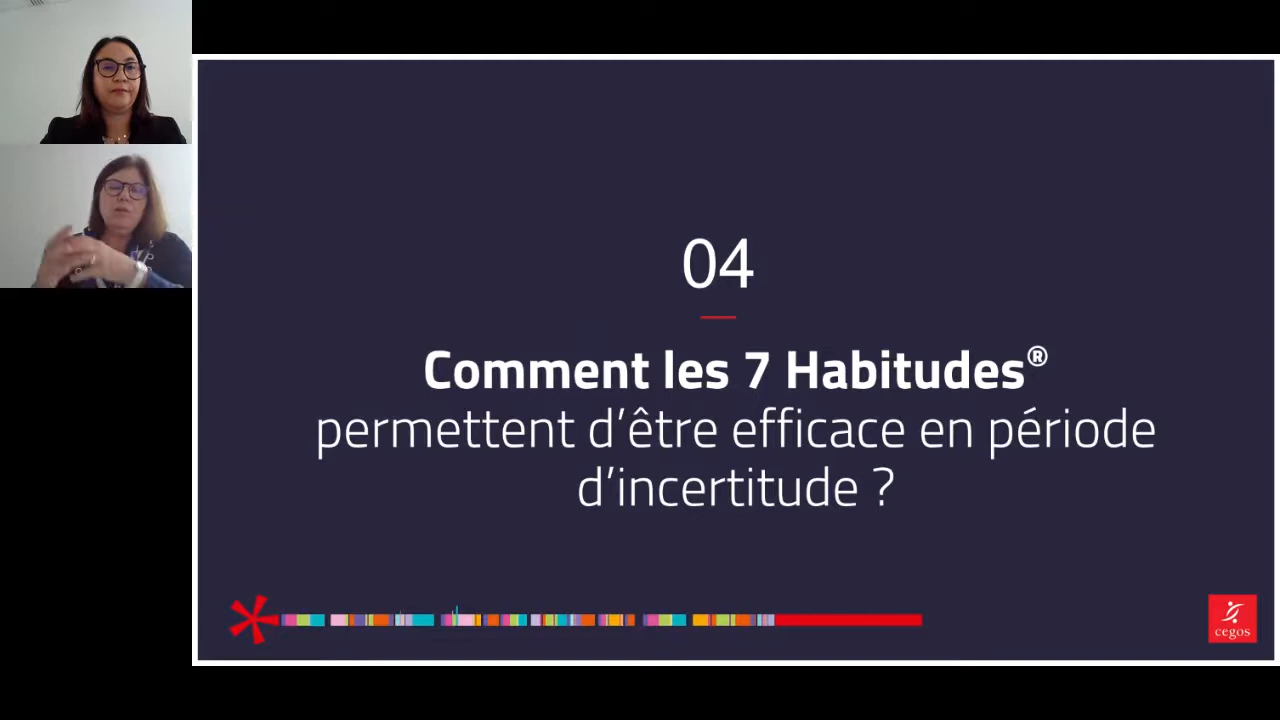 04
Comment les 7 Habitudes®
permettent d’être efficace en période
d’incertitude ?
cegos